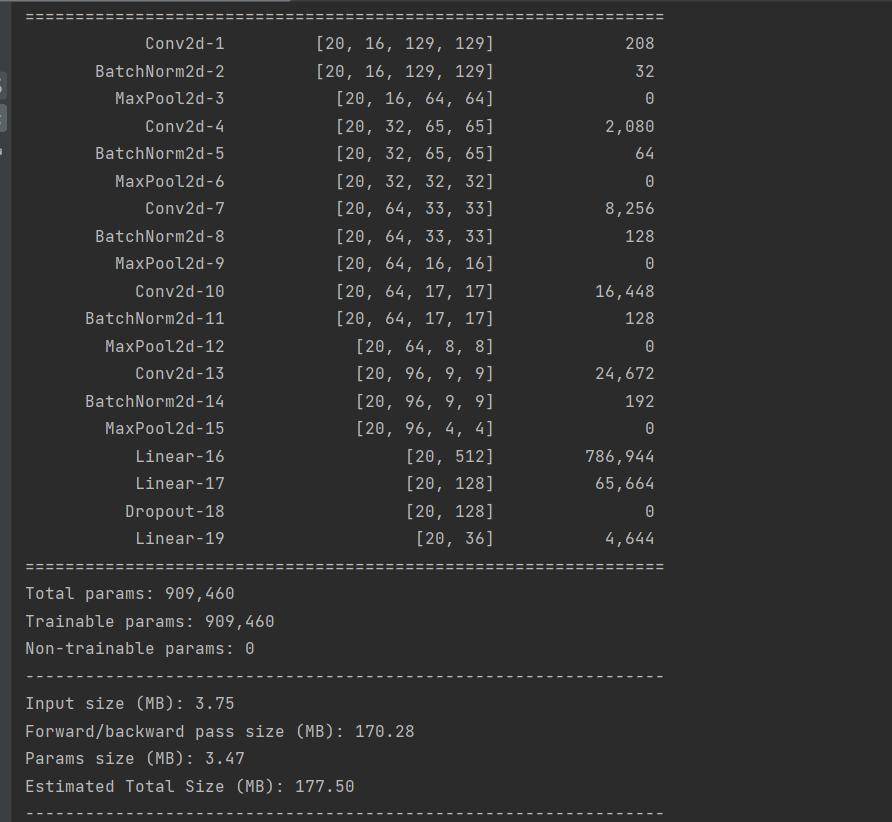 ================================================================
Conv2d-1 [20, 16, 129, 129] 208
BatchNorm2d-2 [20, 16, 129, 129] 32
MaxPool2d-3 [20, 16, 64, 64] 0
Conv2d-4 [20, 32, 65, 65] 2,080
BatchNorm2d-5 [20, 32, 65, 65] 64
MaxPool2d-6 [20, 32, 32, 32] 0
Conv2d-7 [20, 64, 33, 33] 8,256
BatchNorm2d-8 [20, 64, 33, 33] 128
MaxPool2d-9 [20, 64, 16, 16] 0
Conv2d-10 [20, 64, 17, 17] 16,448
BatchNorm2d-11 [20, 64, 17, 17] 128
MaxPool2d-12 [20, 64, 8, 8] 0
Conv2d-13 [20, 96, 9, 9] 24,672
BatchNorm2d-14 [20, 96, 9, 9] 192
MaxPool2d-15 [20, 96, 4, 4] 0
Linear-16 [20, 512] 786,944
Linear-17 [20, 128] 65,664
Dropout-18 [20, 128] 0
Linear-19 [20, 36] 4,644
================================================================
Total params: 909,460
Trainable params: 909,460
Non-trainable params: 0
----------------------------------------------------------------
Input size (MB): 3.75
Forward/backward pass size (MB): 170.28
Params size (MB): 3.47
Estimated Total Size (MB): 177.50
----------------------------------------------------------------